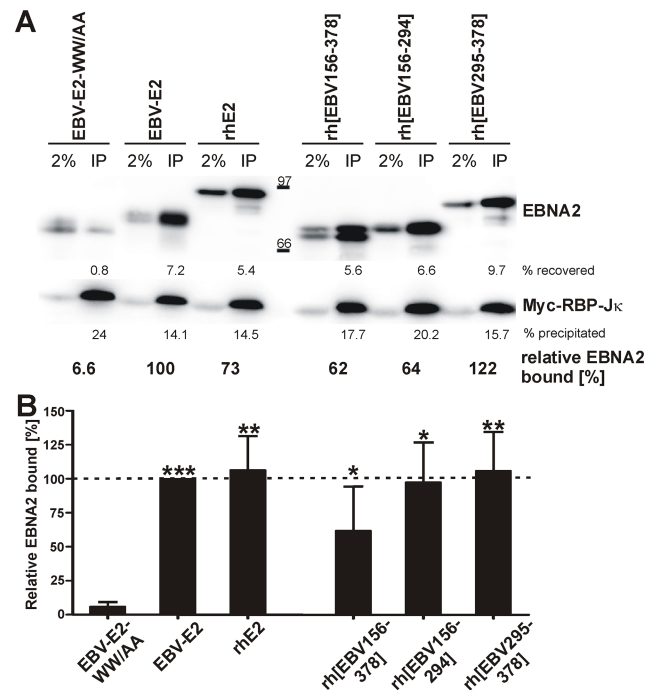 A
EBV-E2-WW/AA
EBV-E2
rhE2
rh[EBV156-378]
rh[EBV156-294]
rh[EBV295-378]
2% IP 2% IP 2% IP 2% IP 2% IP 2% IP
97
66
EBNA2
0.8 7.2 5.4 5.6 6.6 9.7 % recovered
Myc-RBP-Jκ
24 14.1 14.5 17.7 20.2 15.7 % precipitated
6.6 100 73 62 64 122 relative EBNA2
bound [%]
B
Relative EBNA2 bound [%]
150
125
100
75
50
25
0
*** ** * * **
EBV-E2-
WW/AA
EBV-E2
rhE2
rh[EBV156-
378]
rh[EBV156-
294]
rh[EBV295-
378]